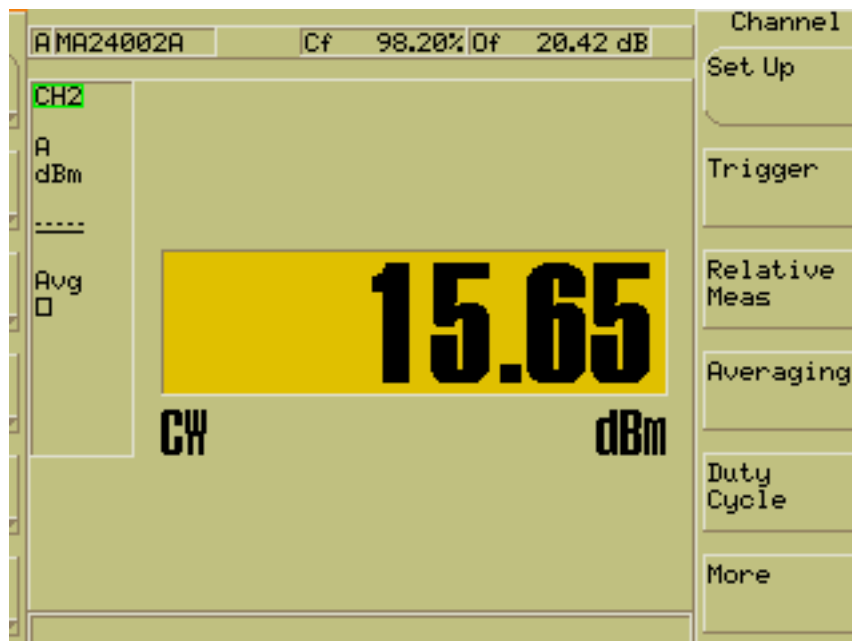 A MA24002A Cf 98.20% Of 20.42 dB
CH2
A
dBm
-----
Avg
15.65
CW dBm
Channel
Set Up
Trigger
Relative
Meas
Averaging
Duty
Cycle
More